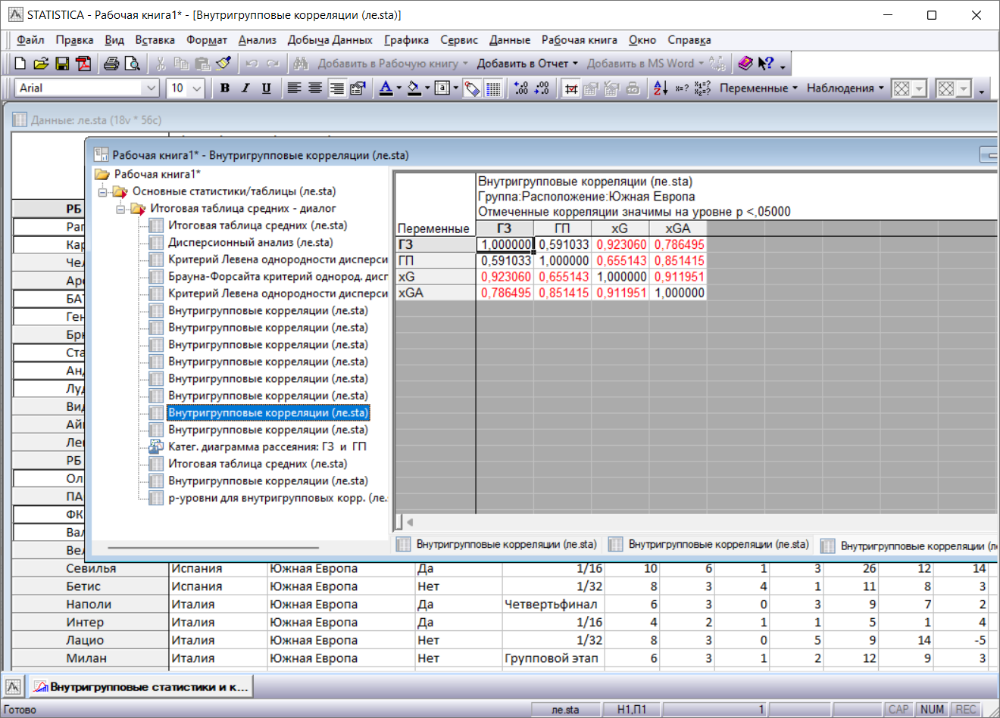 STATISTICA - Рабочая книга1* - [Внутригрупповые корреляции (ле.sta)]
Файл Правка Вид Вставка Формат Анализ Добыча Данных Графика Сервис Данные Рабочая книга Окно Справка
Добавить в Рабочую книгу Добавить в Отчет Добавить в MS Word
Arial 10 B I U Переменные Наблюдения
Данные: ле.sta (18v * 56c)
Рабочая книга1* - Внутригрупповые корреляции (ле.sta)
Рабочая книга1*
Основные статистики/таблицы (ле.sta)
Итоговая таблица средних - диалог
Итоговая таблица средних (ле.sta)
Дисперсионный анализ (ле.sta)
Критерий Левена однородности дисперси
Брауна-Форсайта критерий однород. дисп
Критерий Левена однородности дисперси
Внутригрупповые корреляции (ле.sta)
Внутригрупповые корреляции (ле.sta)
Внутригрупповые корреляции (ле.sta)
Внутригрупповые корреляции (ле.sta)
Внутригрупповые корреляции (ле.sta)
Внутригрупповые корреляции (ле.sta)
Внутригрупповые корреляции (ле.sta)
Внутригрупповые корреляции (ле.sta)
Катег. диаграмма рассеяния: ГЗ и ГП
Итоговая таблица средних (ле.sta)
Внутригрупповые корреляции (ле.sta)
p-уровни для внутригрупповых корр. (ле.
Внутригрупповые корреляции (ле.sta)
Группа:Расположение:Южная Европа
Отмеченные корреляции значимы на уровне p <,05000
Переменные ГЗ ГП xG xGA
ГЗ 1,000000 0,591033 0,923060 0,786495
ГП 0,591033 1,000000 0,655143 0,851415
xG 0,923060 0,655143 1,000000 0,911951
xGA 0,786495 0,851415 0,911951 1,000000
Внутригрупповые корреляции (ле.sta) Внутригрупповые корреляции (ле.sta) Внутригрупповые корреляции (ле
РБ
Ран
Кар
Чел
Арс
БАТ
Ген
Брю
Ста
Анд
Луд
Вид
Айн
Лей
РБ
Оли
ПА
ФК
Вал
Вел
Севилья Испания Южная Европа Да 1/16 10 6 1 3 26 12 14
Бетис Испания Южная Европа Нет 1/32 8 3 4 1 11 8 3
Наполи Италия Южная Европа Да Четвертьфинал 6 3 0 3 9 7 2
Интер Италия Южная Европа Да 1/16 4 2 1 1 5 1 4
Лацио Италия Южная Европа Нет 1/32 8 3 0 5 9 14 -5
Милан Италия Южная Европа Нет Групповой этап 6 3 1 2 12 9 3
Внутригрупповые статистики и к...
Готово ле.sta Н1,П1 1 CAP NUM REC